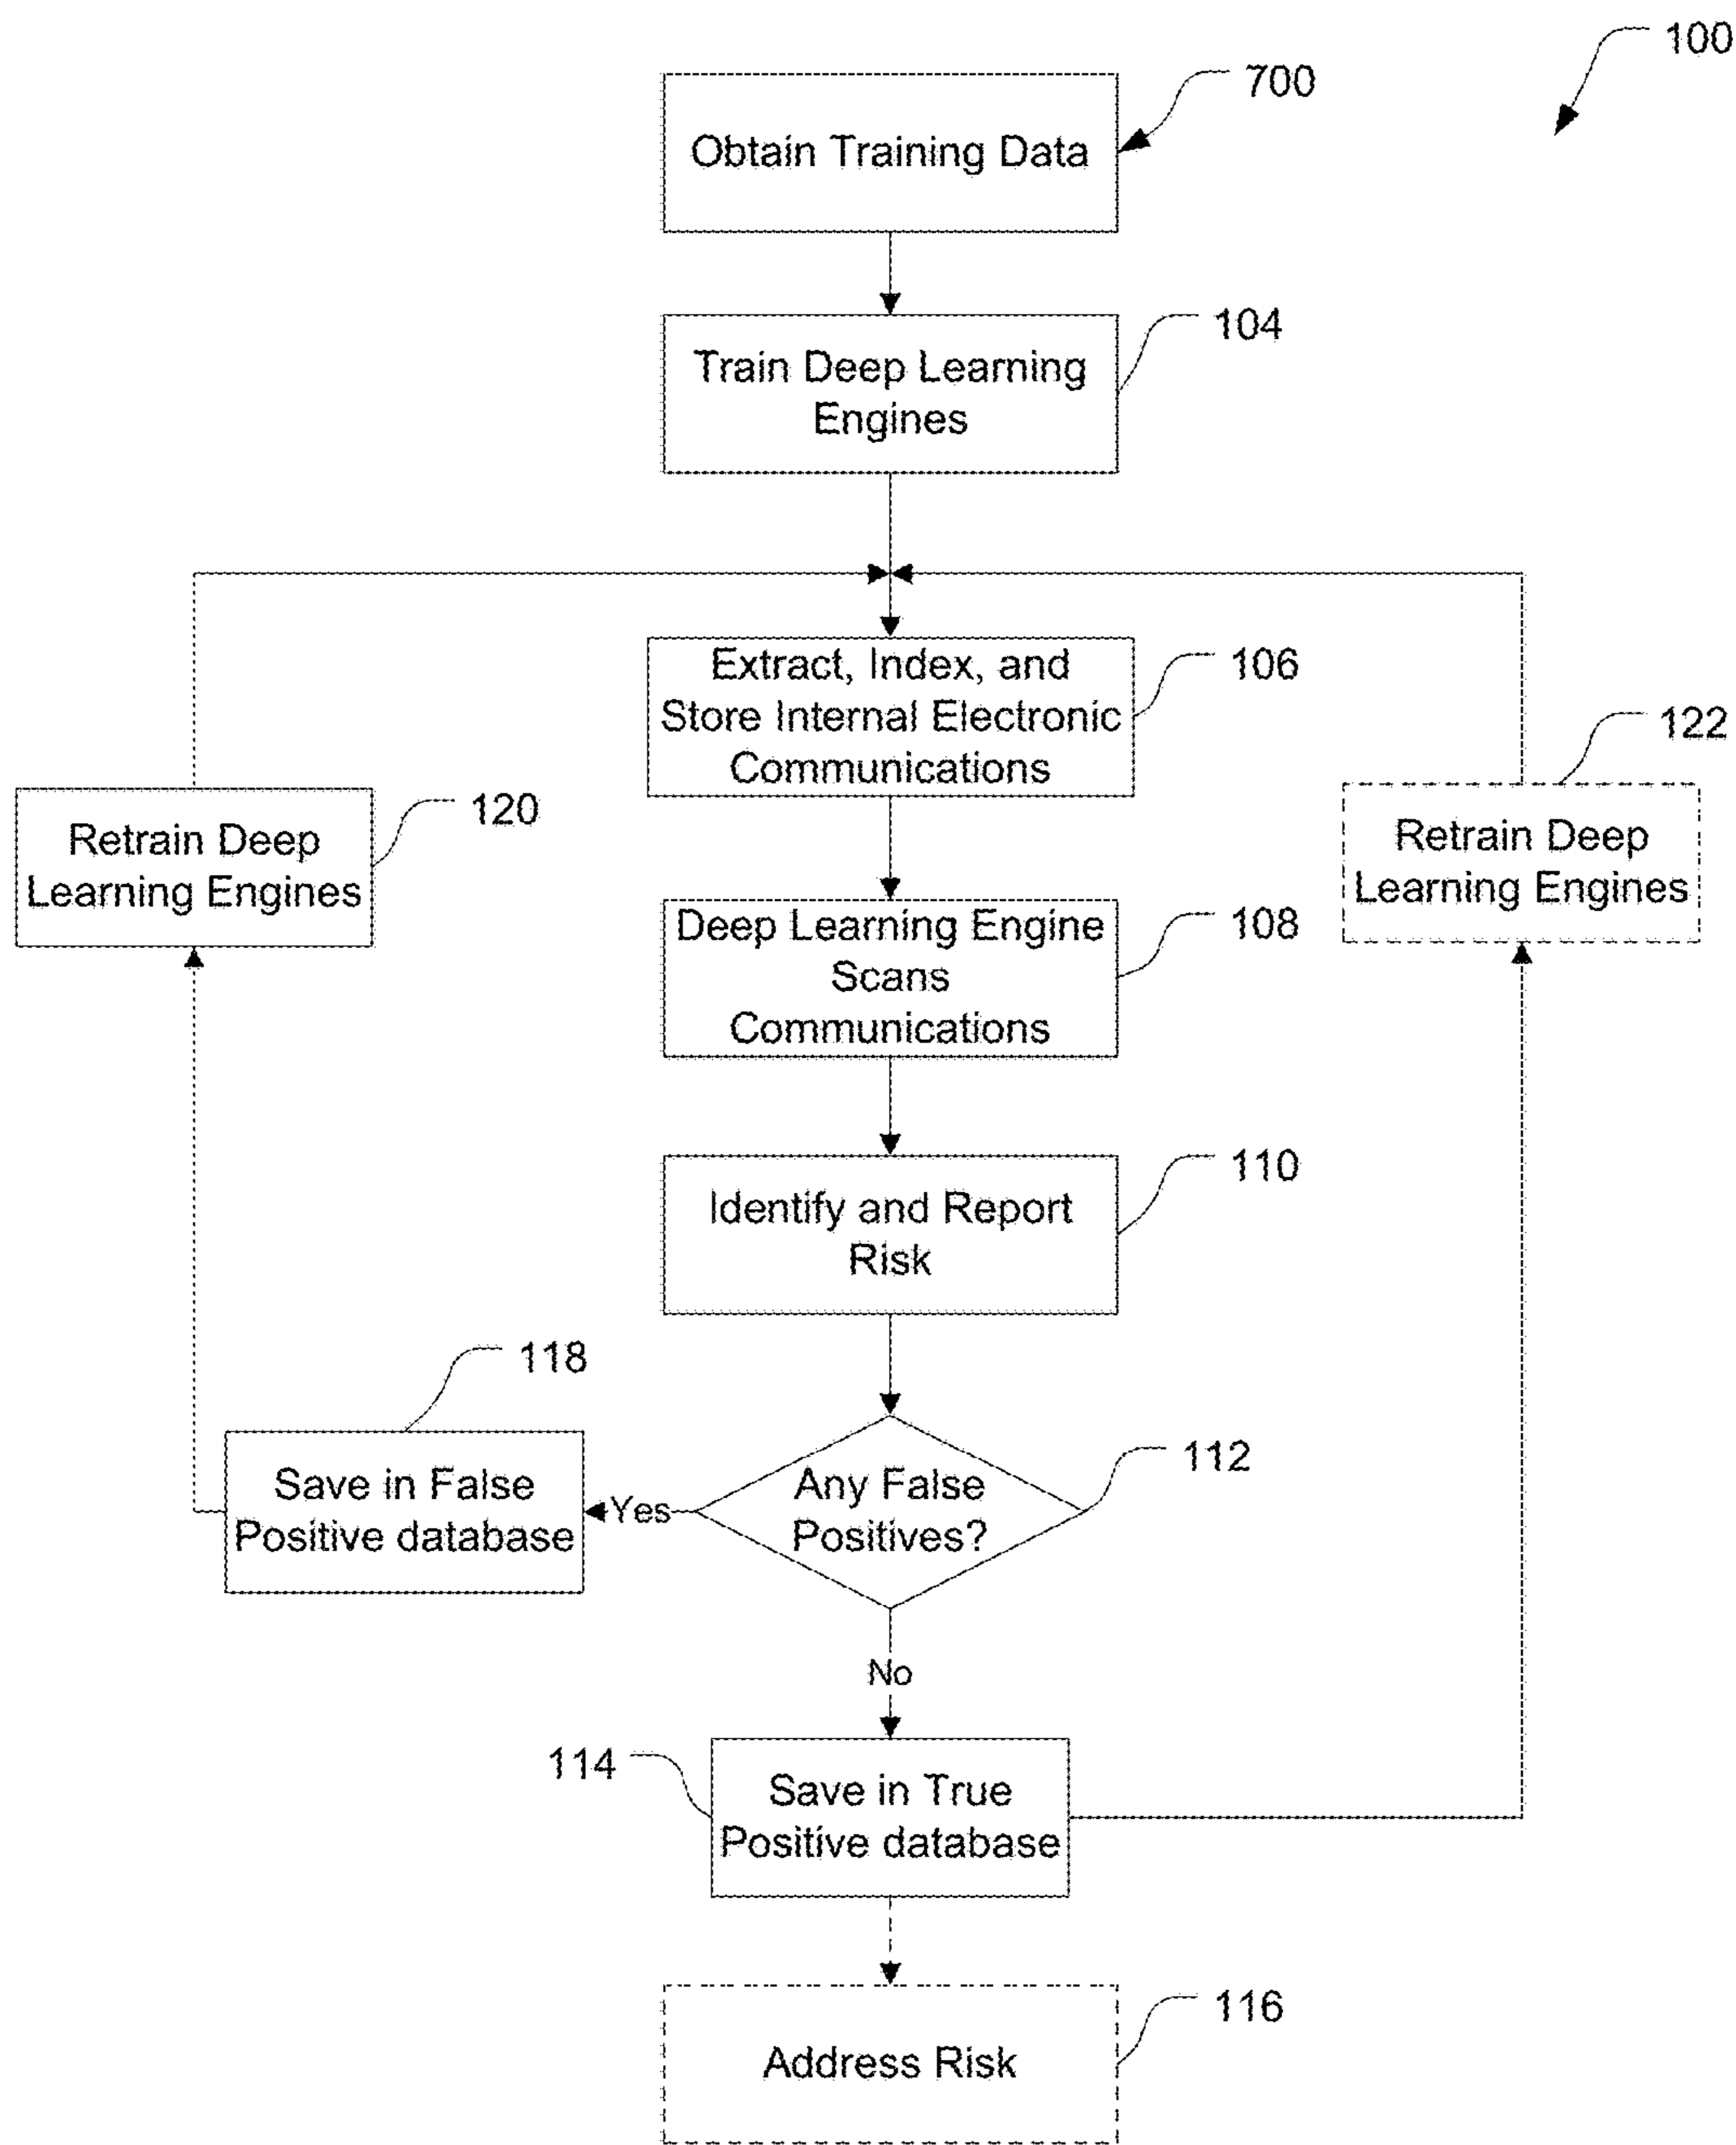 100
700
Obtain Training Data
104
Train Deep Learning
Engines
Extract, Index, and
Store Internal Electronic
Communications
106
122
120
Retrain Deep
Learning Engines
Retrain Deep
Learning Engines
Deep Learning Engine
Scans
Communications
108
110
Identify and Report
Risk
118
112
Save in False
Positive database
Yes
Any False
Positives?
No
114
Save in True
Positive database
116
Address Risk